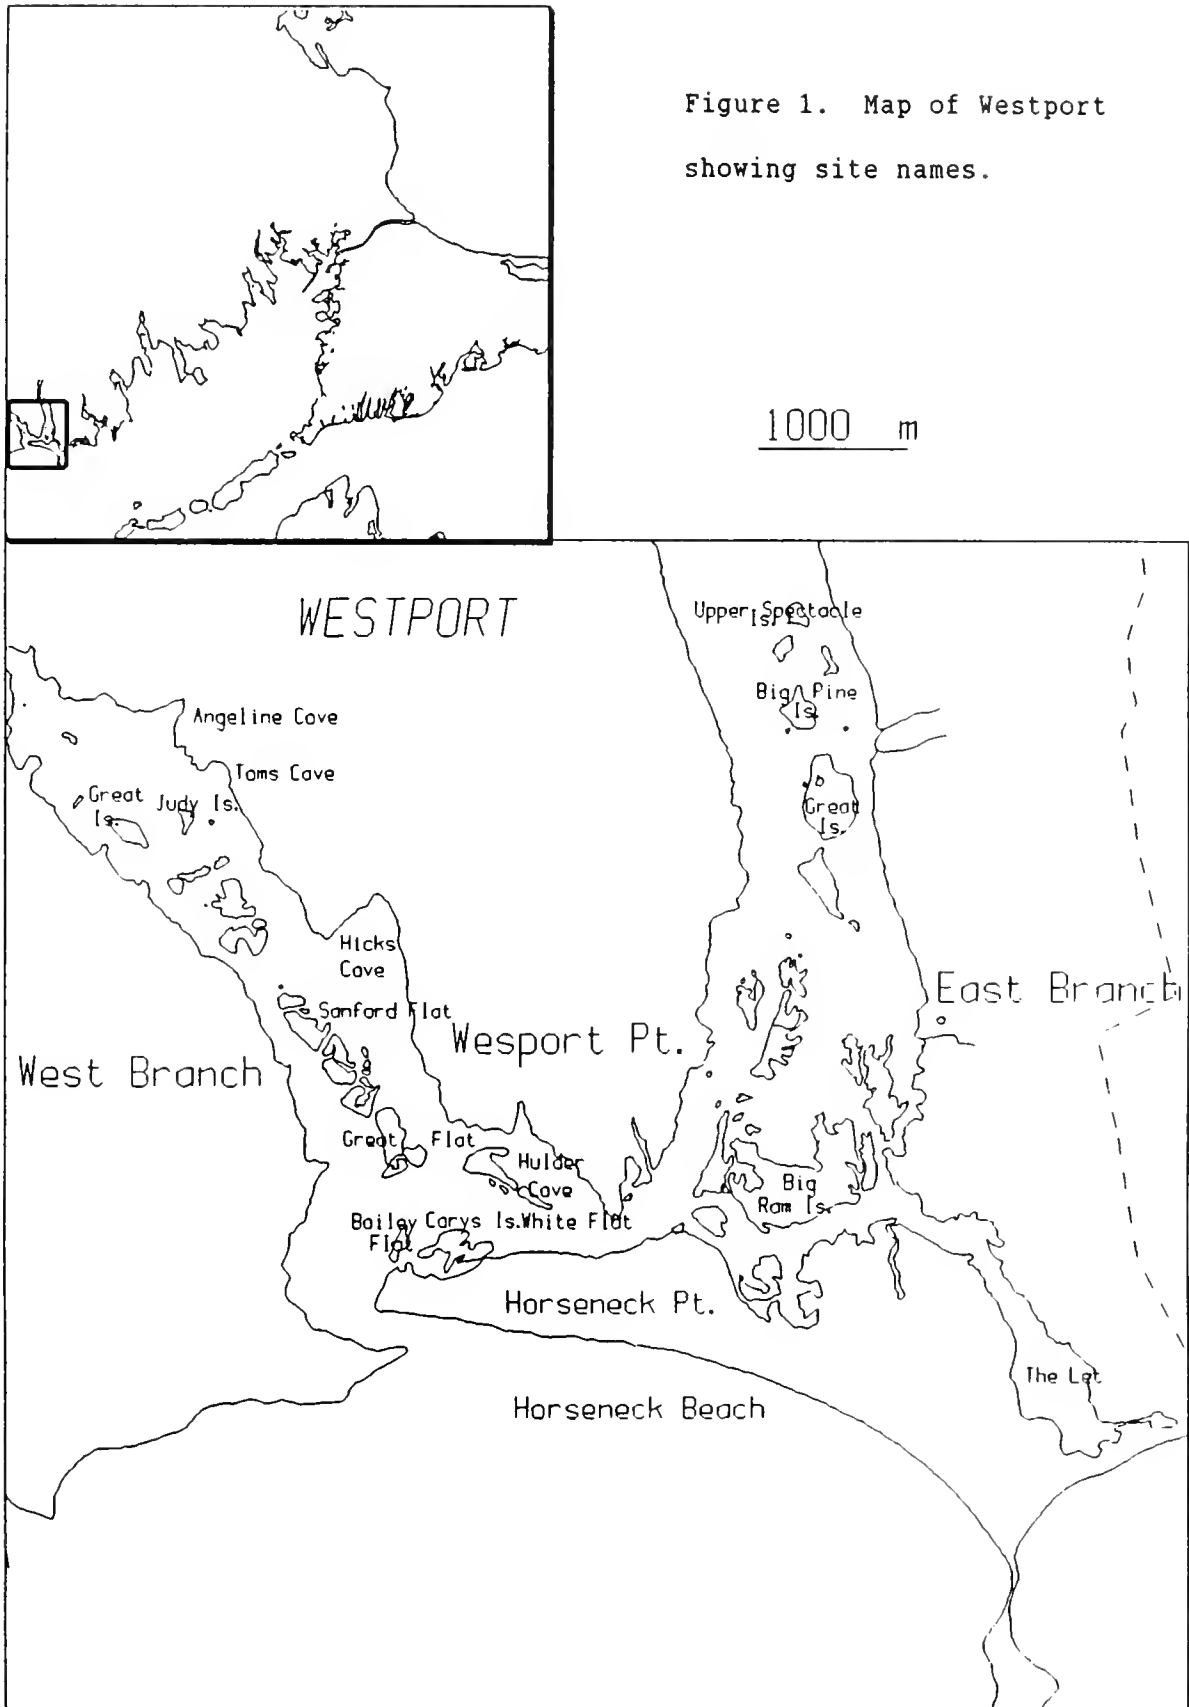 Figure 1. Map of Westport
showing site names.
1000 m
WESTPORT
Upper Spectacle
Is.
Big Pine
Is.
Angeline Cove
Toms Cove
Great
Is.
Judy Is.
Great
Is.
Hicks
Cove
Sanford Flat
East Branch
Wesport Pt.
West Branch
Great Flat
Hulder
Cove
Big
Ram Is.
Bailey
Flat
Corys Is.
White Flat
Horseneck Pt.
The Let
Horseneck Beach